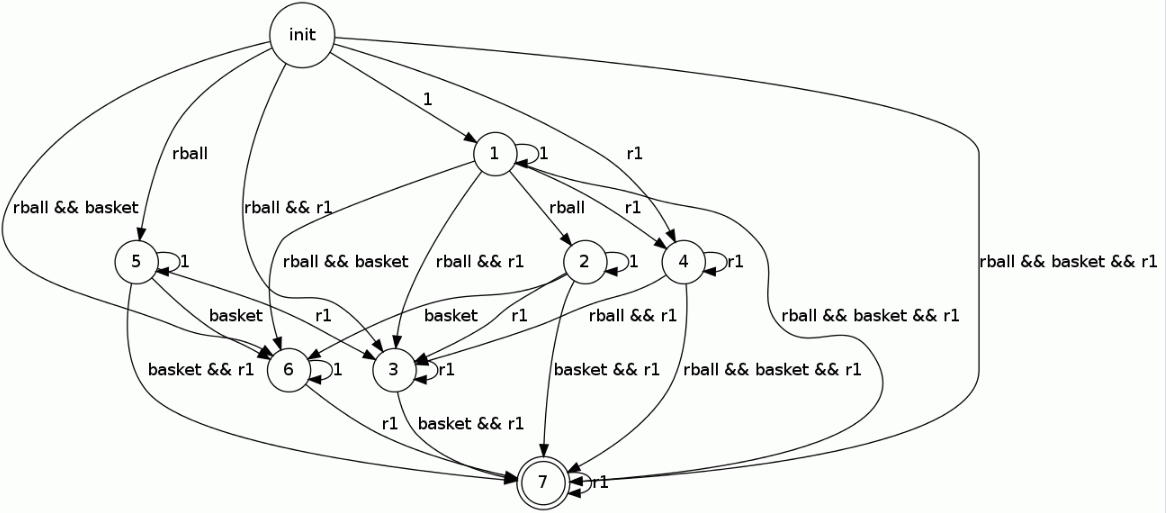 init
1
1
1
rball
r1
rball && basket
rball && r1
rball
r1
5
1
rball && basket
rball && r1
2
1
4
r1
rball && basket && r1
basket
r1
basket
r1
rball && r1
rball && basket && r1
basket && r1
6
1
3
r1
basket && r1
rball && basket && r1
r1
basket && r1
7
r1